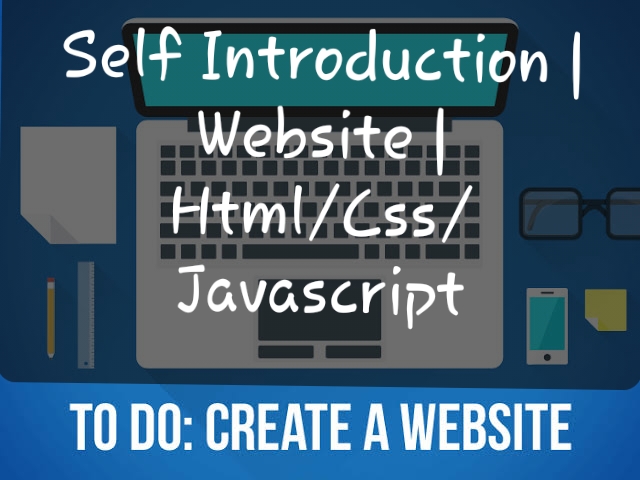 Self Introduction |
Website |
Html/Css/
Javascript
TO DO: CREATE A WEBSITE